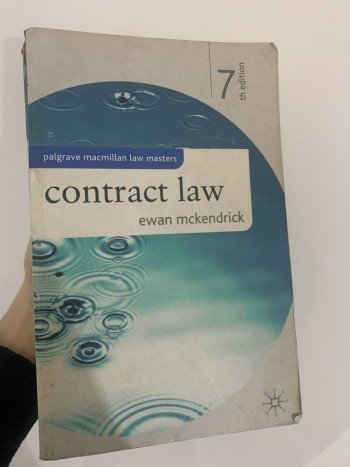 7
th edition
palgrave macmillan law masters
contract law
ewan mckendrick